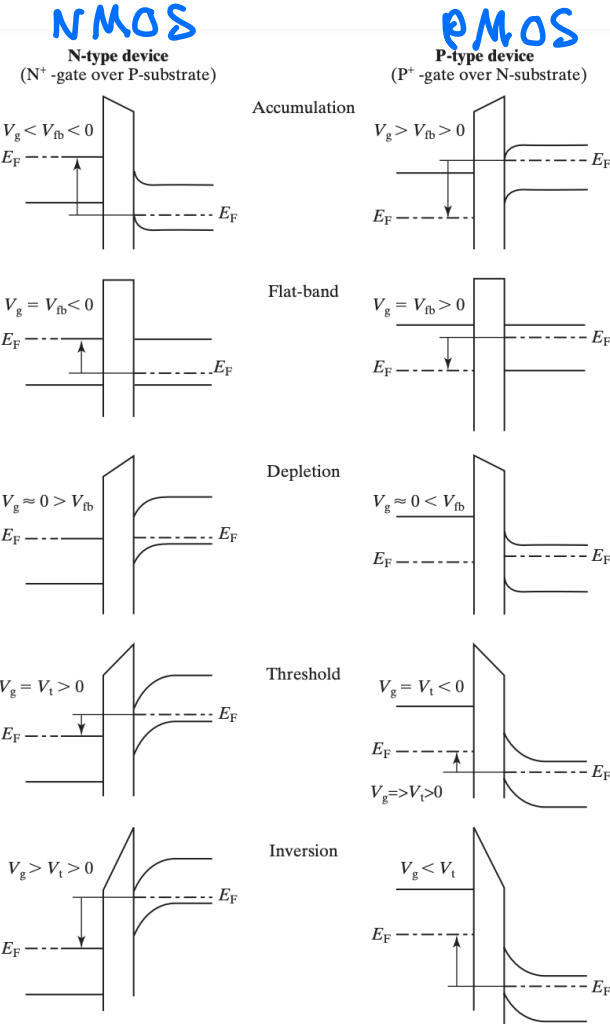 NMOS
PMOS
N-type device
(N⁺ -gate over P-substrate)
P-type device
(P⁺ -gate over N-substrate)
Accumulation
V_g < V_fb < 0
E_F
E_F
V_g > V_fb > 0
E_F
E_F
Flat-band
V_g = V_fb < 0
E_F
E_F
V_g = V_fb > 0
E_F
E_F
Depletion
V_g ≈ 0 > V_fb
E_F
E_F
V_g ≈ 0 < V_fb
E_F
E_F
Threshold
V_g = V_t > 0
E_F
E_F
V_g = V_t < 0
E_F
E_F
V_g=>V_t>0
Inversion
V_g > V_t > 0
E_F
E_F
V_g < V_t
E_F
E_F